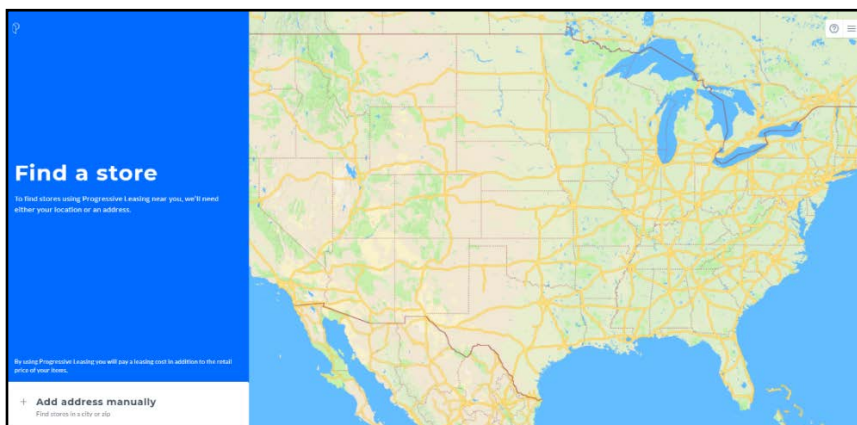 Find a store
To find stores using Progressive Leasing near you, we'll need
either your location or an address.
By using Progressive Leasing you will pay a leasing cost in addition to the retail
price of your items.
+ Add address manually
Find stores in a city or zip